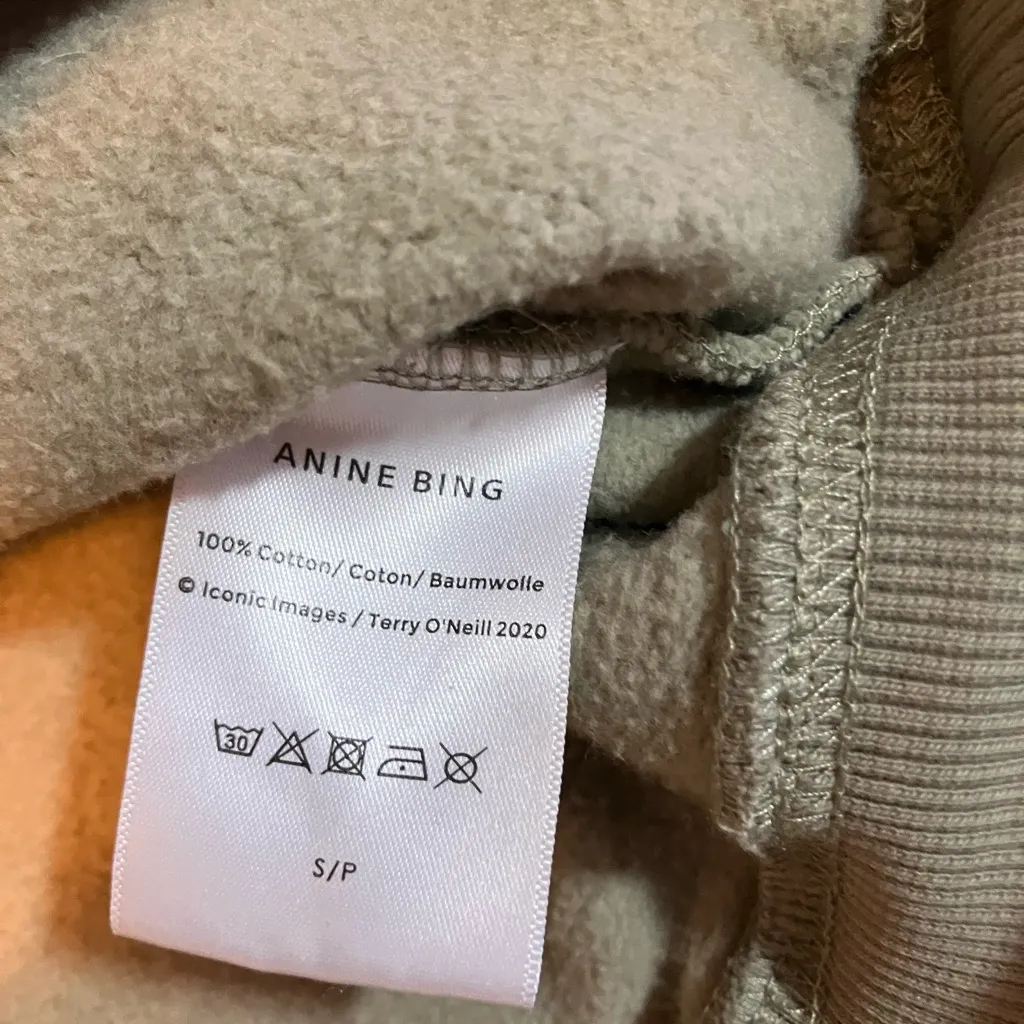 ANINE BING
100% Cotton/ Coton/ Baumwolle
© Iconic Images / Terry O'Neill 2020
30
S/P